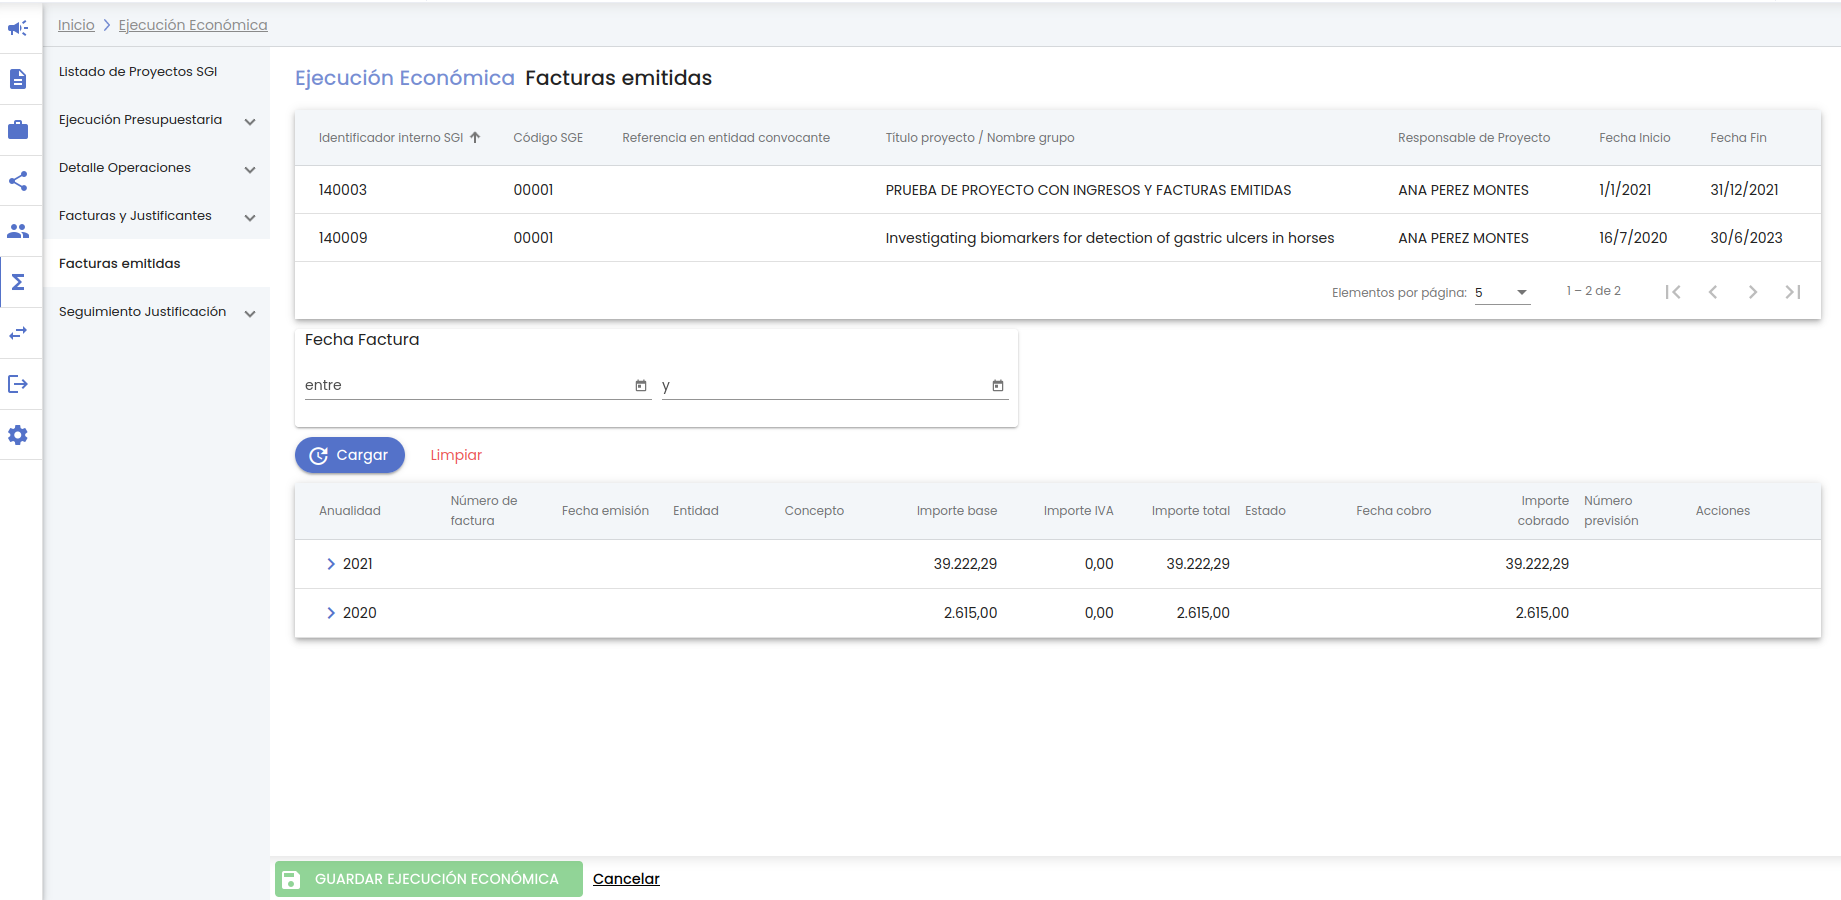 Inicio Ejecución Económica
Listado de Proyectos SGI
Ejecución Presupuestaria
Detalle Operaciones
Facturas y Justificantes
Facturas emitidas
Seguimiento Justificación
Ejecución Económica Facturas emitidas
Identificador interno SGI Código SGE Referencia en entidad convocante Título proyecto / Nombre grupo Responsable de Proyecto Fecha Inicio Fecha Fin
140003 00001 PRUEBA DE PROYECTO CON INGRESOS Y FACTURAS EMITIDAS ANA PEREZ MONTES 1/1/2021 31/12/2021
140009 00001 Investigating biomarkers for detection of gastric ulcers in horses ANA PEREZ MONTES 16/7/2020 30/6/2023
Elementos por página: 5 1 – 2 de 2
Fecha Factura
entre y
Cargar Limpiar
Anualidad Número de factura Fecha emisión Entidad Concepto Importe base Importe IVA Importe total Estado Fecha cobro Importe cobrado Número previsión Acciones
2021 39.222,29 0,00 39.222,29 39.222,29
2020 2.615,00 0,00 2.615,00 2.615,00
GUARDAR EJECUCIÓN ECONÓMICA Cancelar